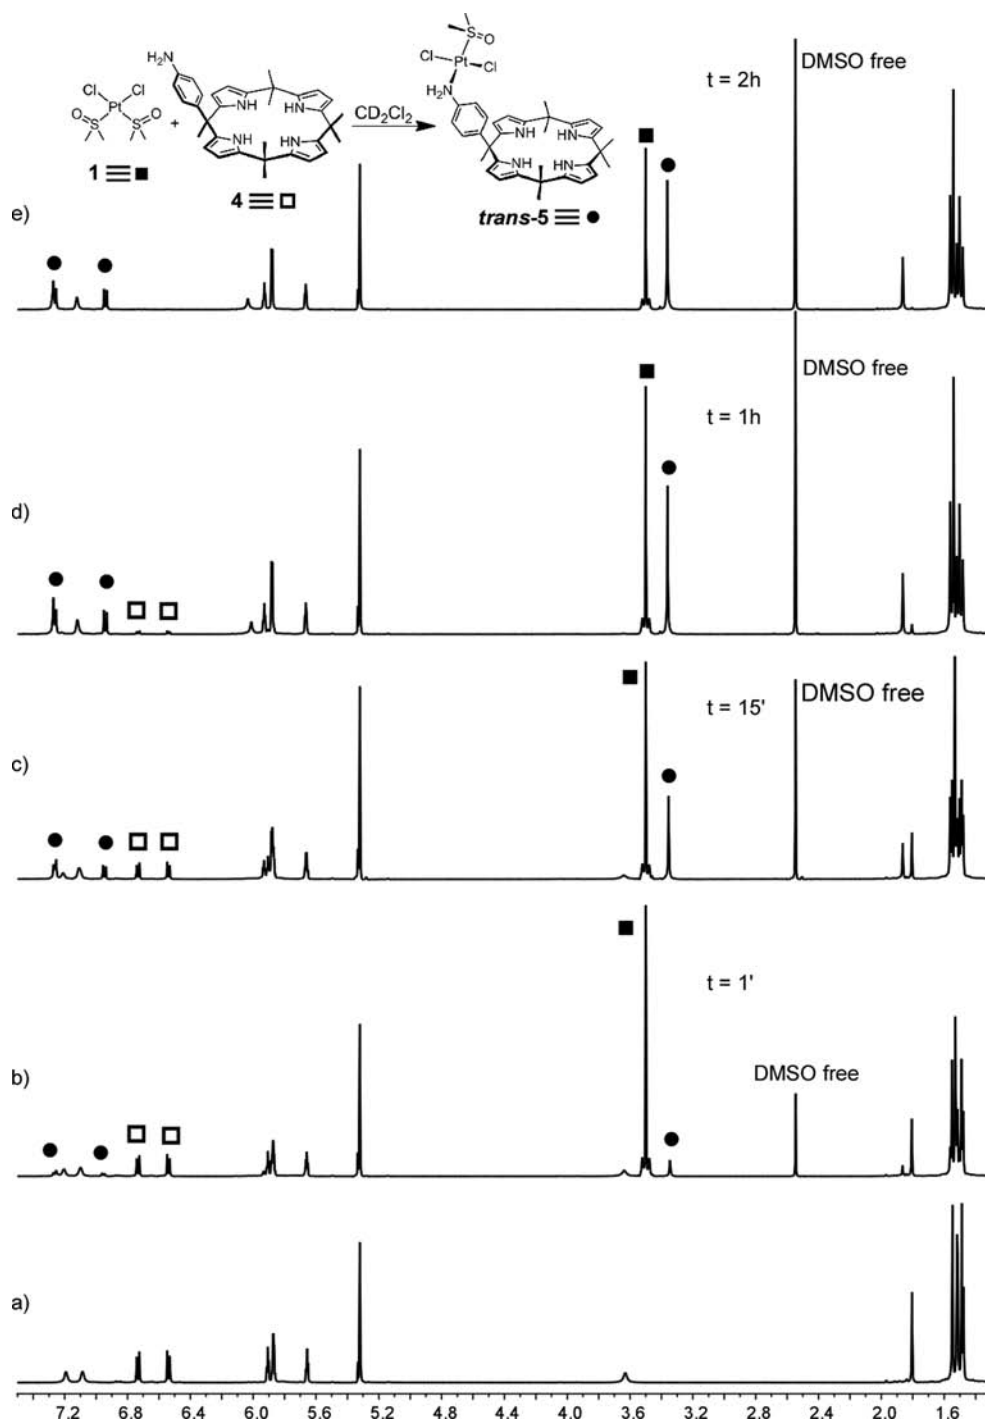 H₂N
Cl
Cl
Pt
O
S
S
O
+
NH
HN
NH
HN
CD₂Cl₂
S=O
Cl
Pt
Cl
H₂N
NH
HN
NH
HN
1 ≡ ■
4 ≡ □
trans-5 ≡ ●
DMSO free
t = 2h
e)
DMSO free
t = 1h
d)
t = 15'
DMSO free
c)
t = 1'
DMSO free
b)
a)
7.2 6.8 6.4 6.0 5.6 5.2 4.8 4.4 4.0 3.6 3.2 2.8 2.4 2.0 1.6